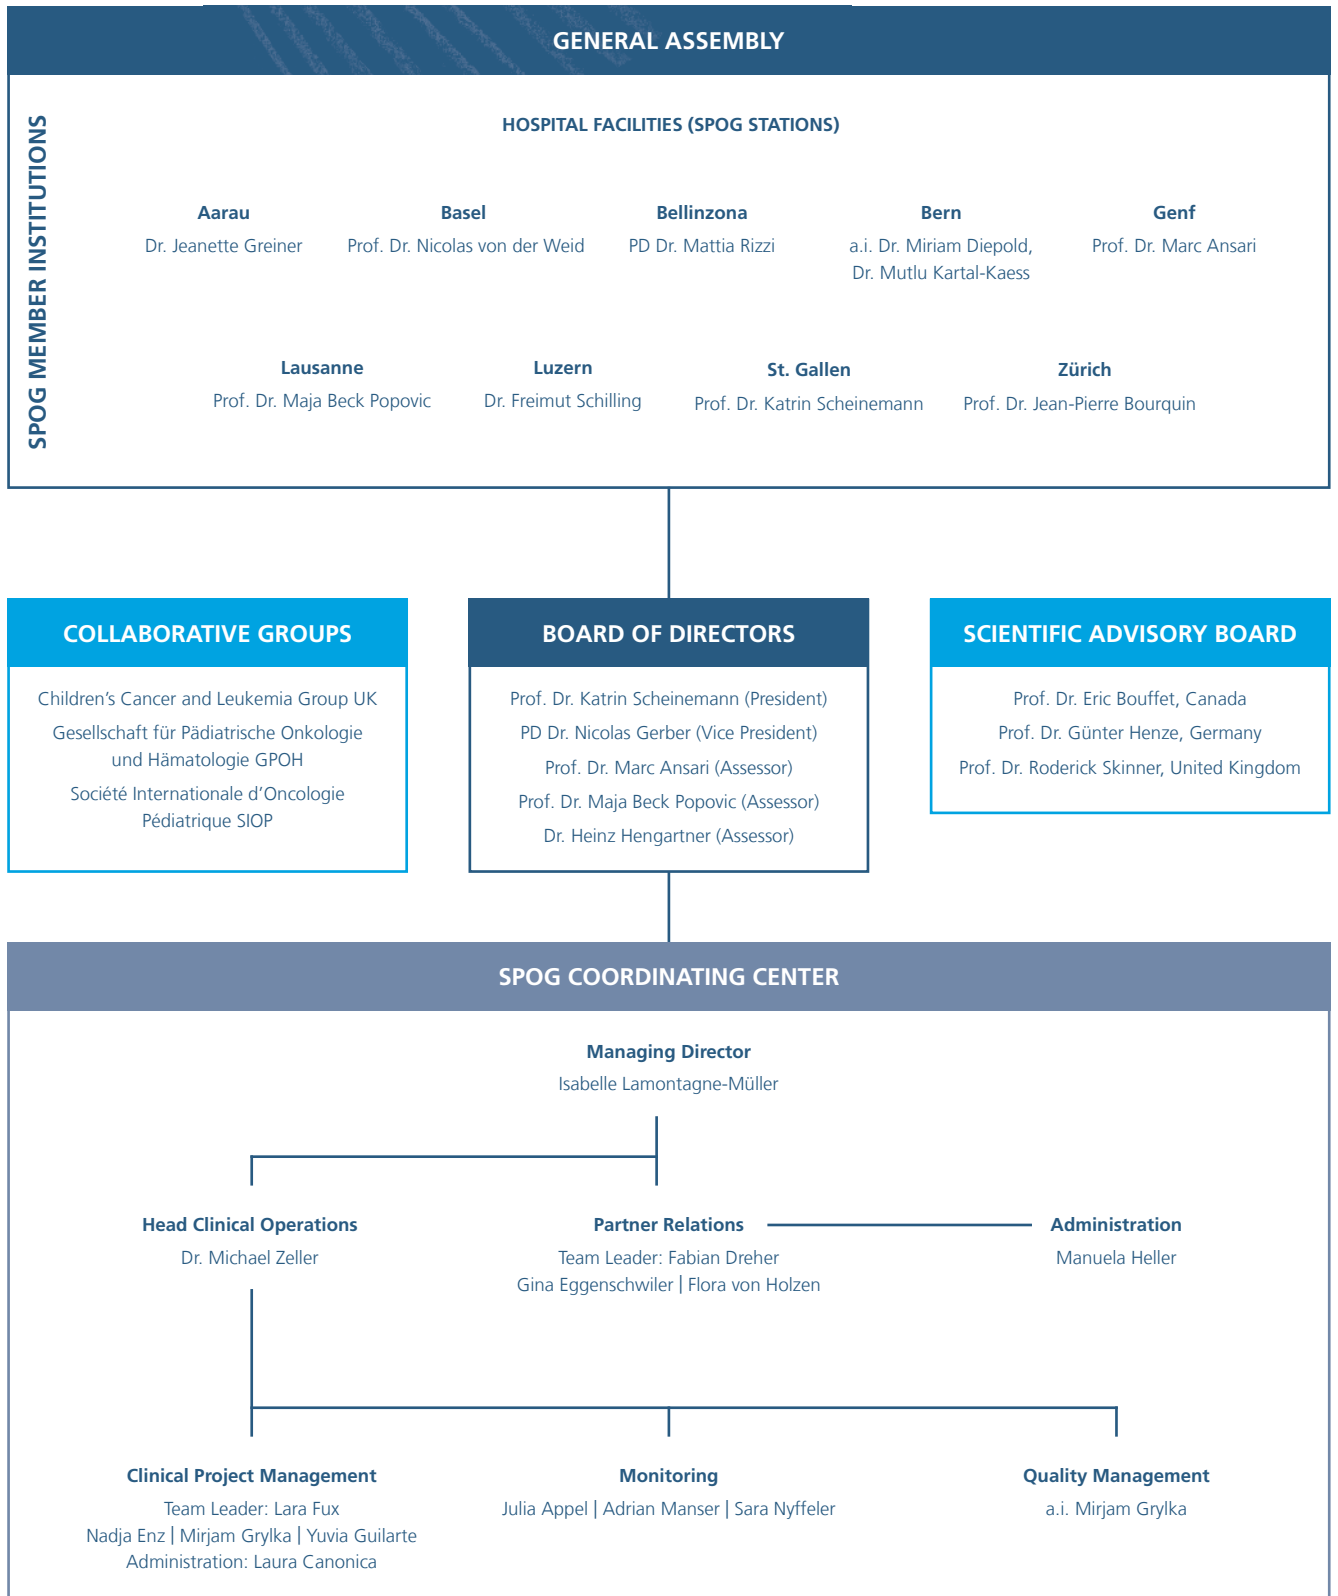 GENERAL ASSEMBLY
SPOG MEMBER INSTITUTIONS
HOSPITAL FACILITIES (SPOG STATIONS)
Aarau
Dr. Jeanette Greiner
Basel
Prof. Dr. Nicolas von der Weid
Bellinzona
PD Dr. Mattia Rizzi
Bern
a.i. Dr. Miriam Diepold,
Dr. Mutlu Kartal-Kaess
Genf
Prof. Dr. Marc Ansari
Lausanne
Prof. Dr. Maja Beck Popovic
Luzern
Dr. Freimut Schilling
St. Gallen
Prof. Dr. Katrin Scheinemann
Zürich
Prof. Dr. Jean-Pierre Bourquin
COLLABORATIVE GROUPS
Children’s Cancer and Leukemia Group UK
Gesellschaft für Pädiatrische Onkologie
und Hämatologie GPOH
Société Internationale d’Oncologie
Pédiatrique SIOP
BOARD OF DIRECTORS
Prof. Dr. Katrin Scheinemann (President)
PD Dr. Nicolas Gerber (Vice President)
Prof. Dr. Marc Ansari (Assessor)
Prof. Dr. Maja Beck Popovic (Assessor)
Dr. Heinz Hengartner (Assessor)
SCIENTIFIC ADVISORY BOARD
Prof. Dr. Eric Bouffet, Canada
Prof. Dr. Günter Henze, Germany
Prof. Dr. Roderick Skinner, United Kingdom
SPOG COORDINATING CENTER
Managing Director
Isabelle Lamontagne-Müller
Head Clinical Operations
Dr. Michael Zeller
Partner Relations
Team Leader: Fabian Dreher
Gina Eggenschwiler | Flora von Holzen
Administration
Manuela Heller
Clinical Project Management
Team Leader: Lara Fux
Nadja Enz | Mirjam Grylka | Yuvia Guilarte
Administration: Laura Canonica
Monitoring
Julia Appel | Adrian Manser | Sara Nyffeler
Quality Management
a.i. Mirjam Grylka